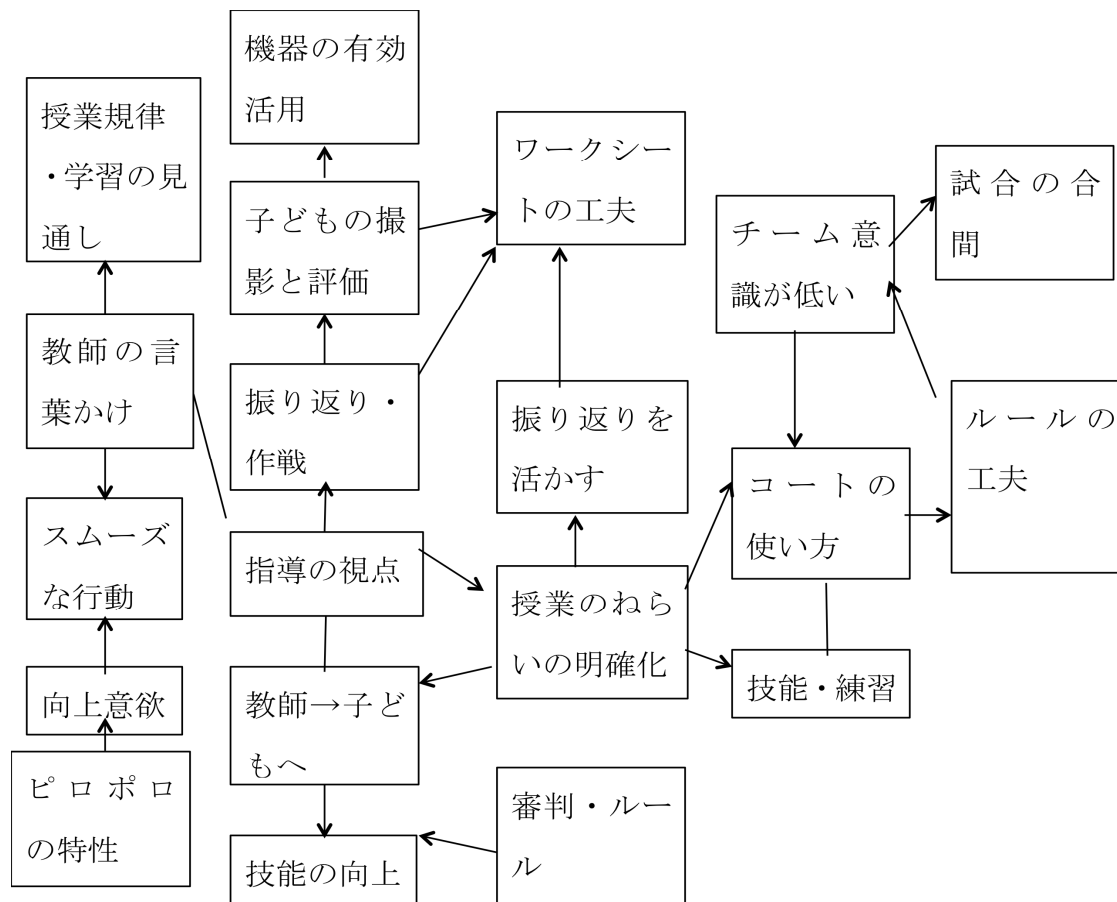 機器の有効
活用
授業規律
・学習の見
通し
ワークシー
トの工夫
試合の合
間
子どもの撮
影と評価
チーム意
識が低い
教師の言
葉かけ
振り返り・
作戦
振り返りを
活かす
ルールの
工夫
コートの
使い方
スムーズ
な行動
指導の視点
授業のねら
いの明確化
向上意欲
教師→子ど
もへ
技能・練習
ピロポロ
の特性
審判・ルー
ル
技能の向上